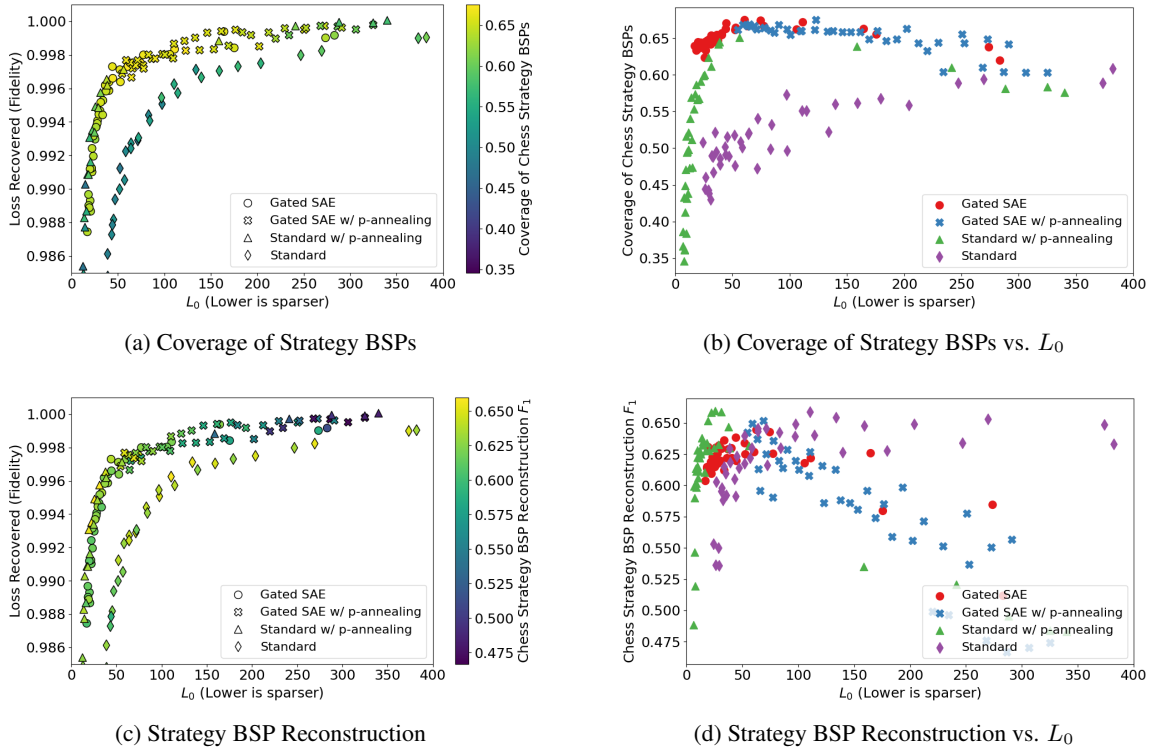 1.000
0.998
0.996
0.994
0.992
0.990
0.988
0.986
Loss Recovered (Fidelity)
0 50 100 150 200 250 300 350 400
L₀ (Lower is sparser)
Gated SAE
Gated SAE w/ p-annealing
Standard w/ p-annealing
Standard
0.65
0.60
0.55
0.50
0.45
0.40
0.35
Coverage of Chess Strategy BSPs
(a) Coverage of Strategy BSPs
0.65
0.60
0.55
0.50
0.45
0.40
0.35
Coverage of Chess Strategy BSPs
0 50 100 150 200 250 300 350 400
L₀ (Lower is sparser)
Gated SAE
Gated SAE w/ p-annealing
Standard w/ p-annealing
Standard
(b) Coverage of Strategy BSPs vs. L₀
1.000
0.998
0.996
0.994
0.992
0.990
0.988
0.986
Loss Recovered (Fidelity)
0 50 100 150 200 250 300 350 400
L₀ (Lower is sparser)
Gated SAE
Gated SAE w/ p-annealing
Standard w/ p-annealing
Standard
0.650
0.625
0.600
0.575
0.550
0.525
0.500
0.475
Chess Strategy BSP Reconstruction F₁
(c) Strategy BSP Reconstruction
0.650
0.625
0.600
0.575
0.550
0.525
0.500
0.475
Chess Strategy BSP Reconstruction F₁
0 50 100 150 200 250 300 350 400
L₀ (Lower is sparser)
Gated SAE
Gated SAE w/ p-annealing
Standard w/ p-annealing
Standard
(d) Strategy BSP Reconstruction vs. L₀